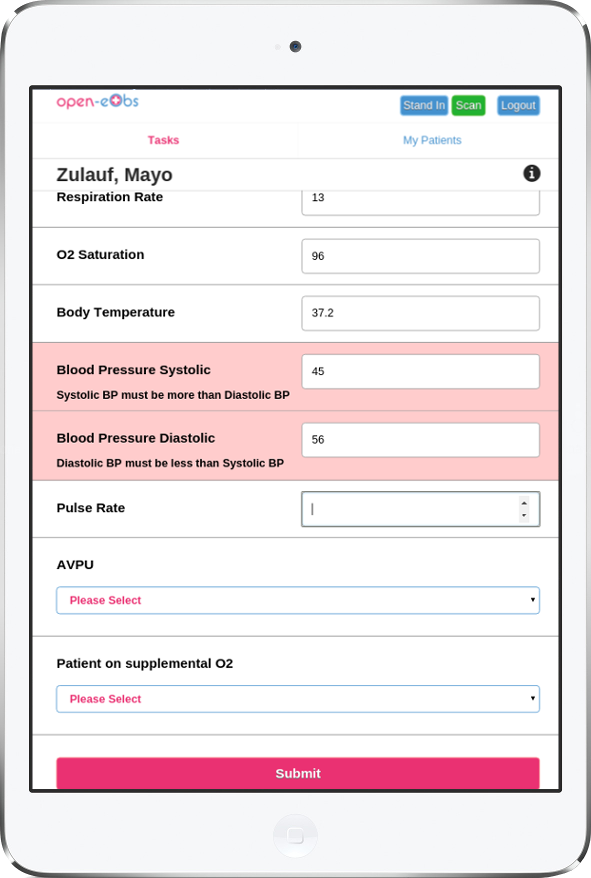 open-eObs
Stand In Scan Logout
Tasks My Patients
Zulauf, Mayo
Respiration Rate 13
O2 Saturation 96
Body Temperature 37.2
Blood Pressure Systolic 45
Systolic BP must be more than Diastolic BP
Blood Pressure Diastolic 56
Diastolic BP must be less than Systolic BP
Pulse Rate
AVPU
Please Select
Patient on supplemental O2
Please Select
Submit